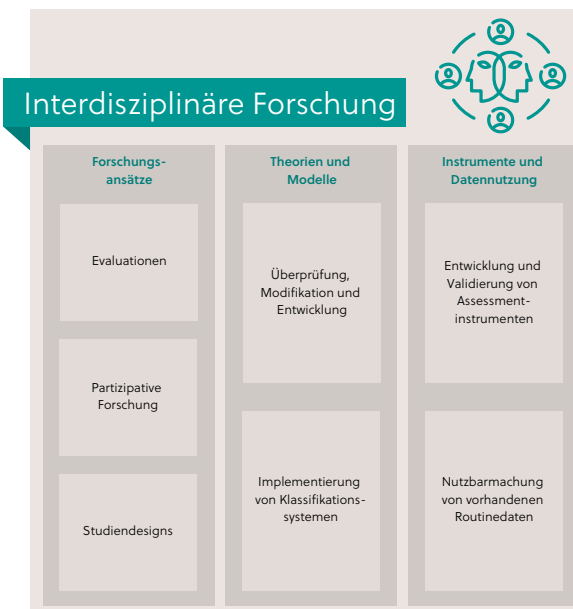 Interdisziplinäre Forschung
Forschungs-
ansätze
Evaluationen
Partizipative
Forschung
Studiendesigns
Theorien und
Modelle
Überprüfung,
Modifikation und
Entwicklung
Implementierung
von Klassifikations-
systemen
Instrumente und
Datennutzung
Entwicklung und
Validierung von
Assessment-
instrumenten
Nutzbarmachung
von vorhandenen
Routinedaten